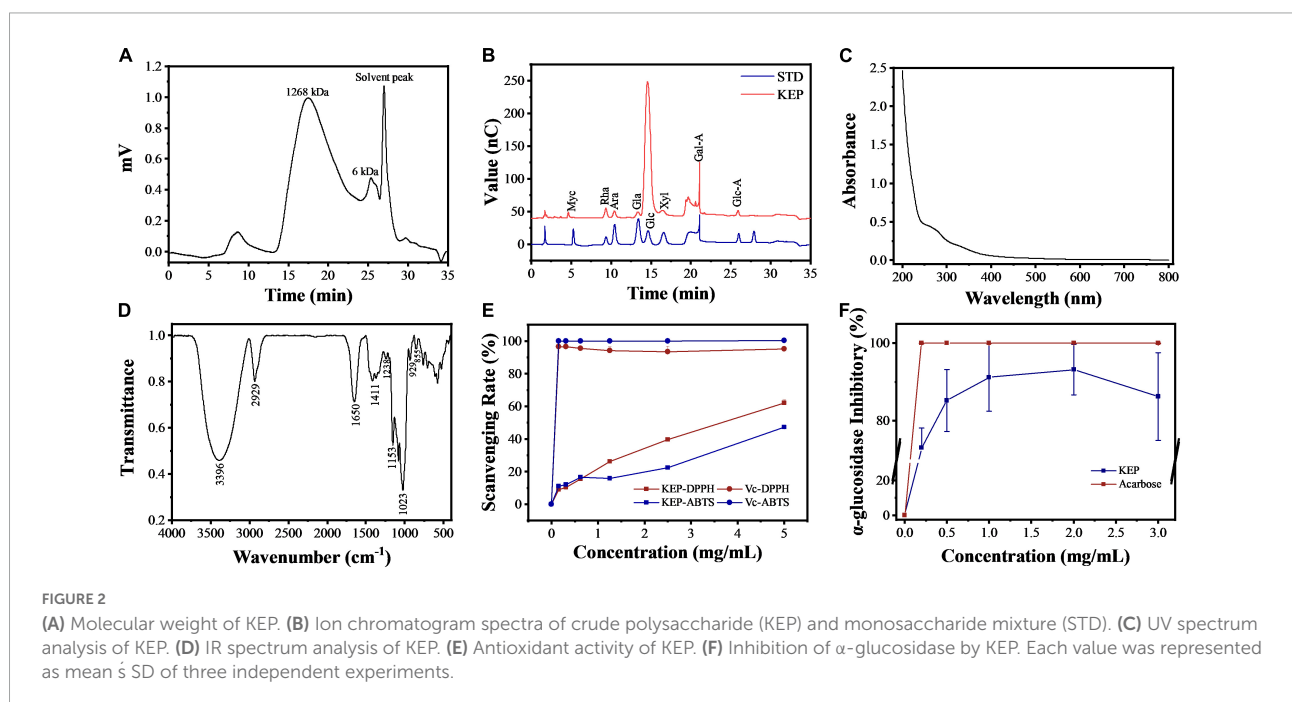 A
1.2
1.0
0.8
0.6
0.4
0.2
0.0
mV
1268 kDa
6 kDa
Solvent peak
0 5 10 15 20 25 30 35
Time (min)
B
250
200
150
100
50
0
Value (nC)
STD
KEP
Myc
Rha
Ara
Gla
Glc
Xyl
Gal-A
Glc-A
0 5 10 15 20 25 30 35
Time (min)
C
2.5
2.0
1.5
1.0
0.5
0.0
Absorbance
200 300 400 500 600 700 800
Wavelength (nm)
D
1.0
0.8
0.6
0.4
0.2
Transmittance
3396
2929
1650
1411
1238
1153
1023
929
855
4000 3500 3000 2500 2000 1500 1000 500
Wavenumber (cm-1)
E
100
80
60
40
20
0
Scanvenging Rate (%)
KEP-DPPH Vc-DPPH
KEP-ABTS Vc-ABTS
0 1 2 3 4 5
Concentration (mg/mL)
F
100
80
20
0
α-glucosidase Inhibitory (%)
KEP
Acarbose
0.0 0.5 1.0 1.5 2.0 2.5 3.0
Concentration (mg/mL)
FIGURE 2
(A) Molecular weight of KEP. (B) Ion chromatogram spectra of crude polysaccharide (KEP) and monosaccharide mixture (STD). (C) UV spectrum
analysis of KEP. (D) IR spectrum analysis of KEP. (E) Antioxidant activity of KEP. (F) Inhibition of α-glucosidase by KEP. Each value was represented
as mean ś SD of three independent experiments.